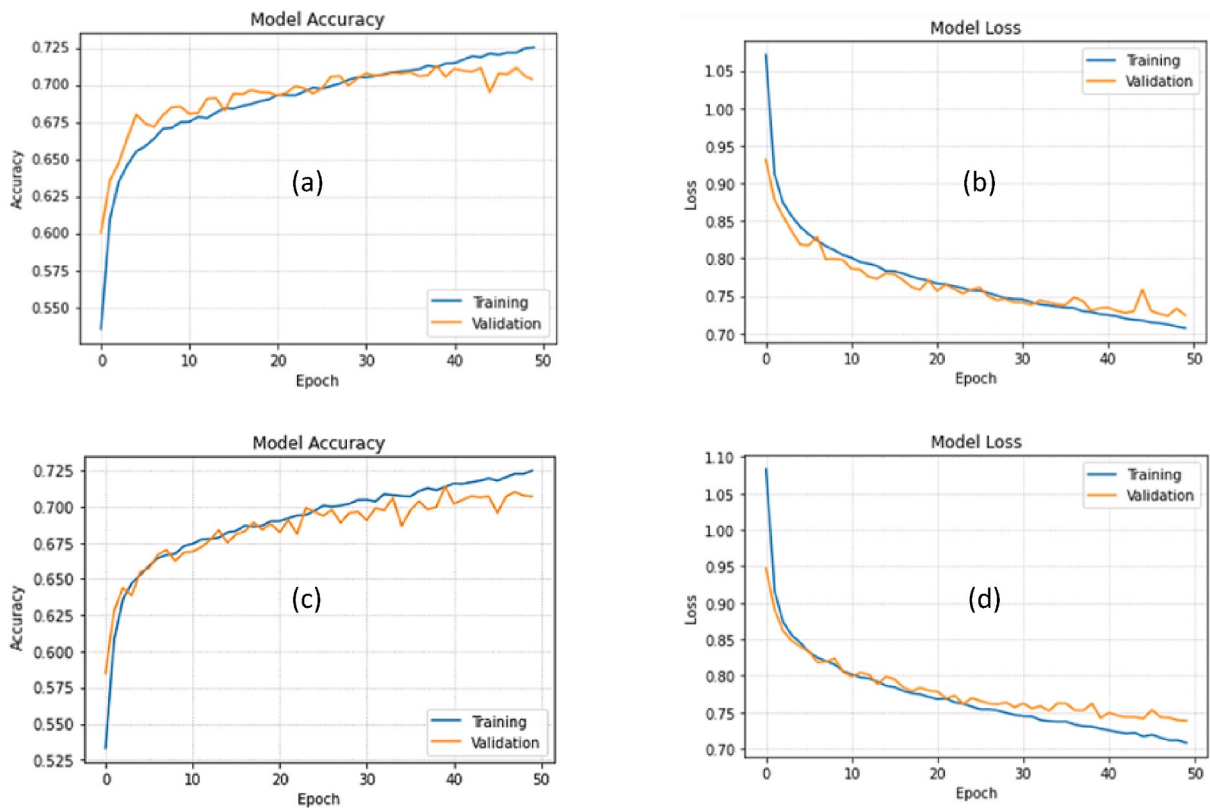 Model Accuracy
0.725
0.700
0.675
0.650
0.625
0.600
0.575
0.550
Accuracy
(a)
Training
Validation
0 10 20 30 40 50
Epoch
Model Loss
1.05
1.00
0.95
0.90
0.85
0.80
0.75
0.70
Loss
(b)
Training
Validation
0 10 20 30 40 50
Epoch
Model Accuracy
0.725
0.700
0.675
0.650
0.625
0.600
0.575
0.550
0.525
Accuracy
(c)
Training
Validation
0 10 20 30 40 50
Epoch
Model Loss
1.10
1.05
1.00
0.95
0.90
0.85
0.80
0.75
0.70
Loss
(d)
Training
Validation
0 10 20 30 40 50
Epoch